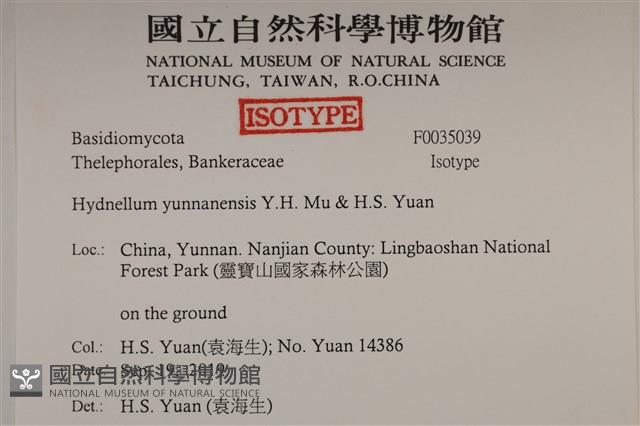 國立自然科學博物館
NATIONAL MUSEUM OF NATURAL SCIENCE
TAICHUNG, TAIWAN, R.O.CHINA
ISOTYPE
Basidiomycota F0035039
Thelephorales, Bankeraceae Isotype
Hydnellum yunnanensis Y.H. Mu & H.S. Yuan
Loc.: China, Yunnan. Nanjian County: Lingbaoshan National
Forest Park (靈寶山國家森林公園)
on the ground
Col.: H.S. Yuan(袁海生); No. Yuan 14386
Date: Sep. 19, 2019
國立自然科學博物館
NATIONAL MUSEUM OF NATURAL SCIENCE
Det.: H.S. Yuan (袁海生)